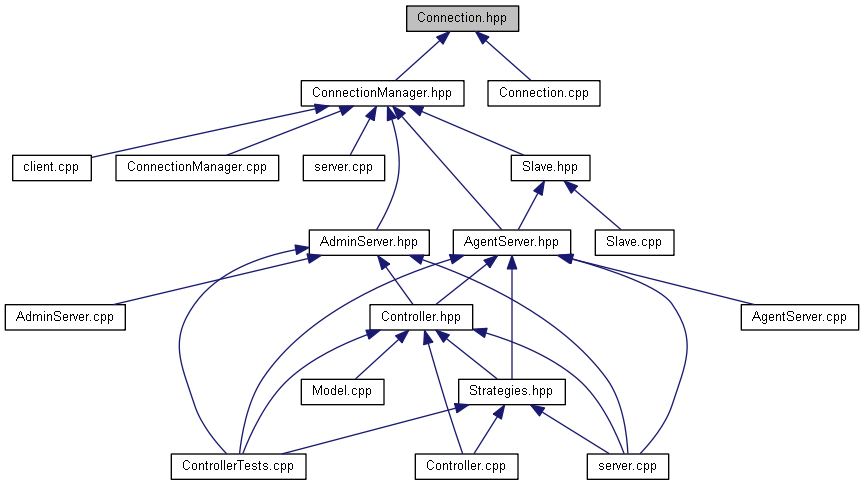 Connection.hpp
ConnectionManager.hpp
Connection.cpp
client.cpp
ConnectionManager.cpp
server.cpp
Slave.hpp
AdminServer.hpp
AgentServer.hpp
Slave.cpp
AdminServer.cpp
Controller.hpp
AgentServer.cpp
Model.cpp
Strategies.hpp
ControllerTests.cpp
Controller.cpp
server.cpp